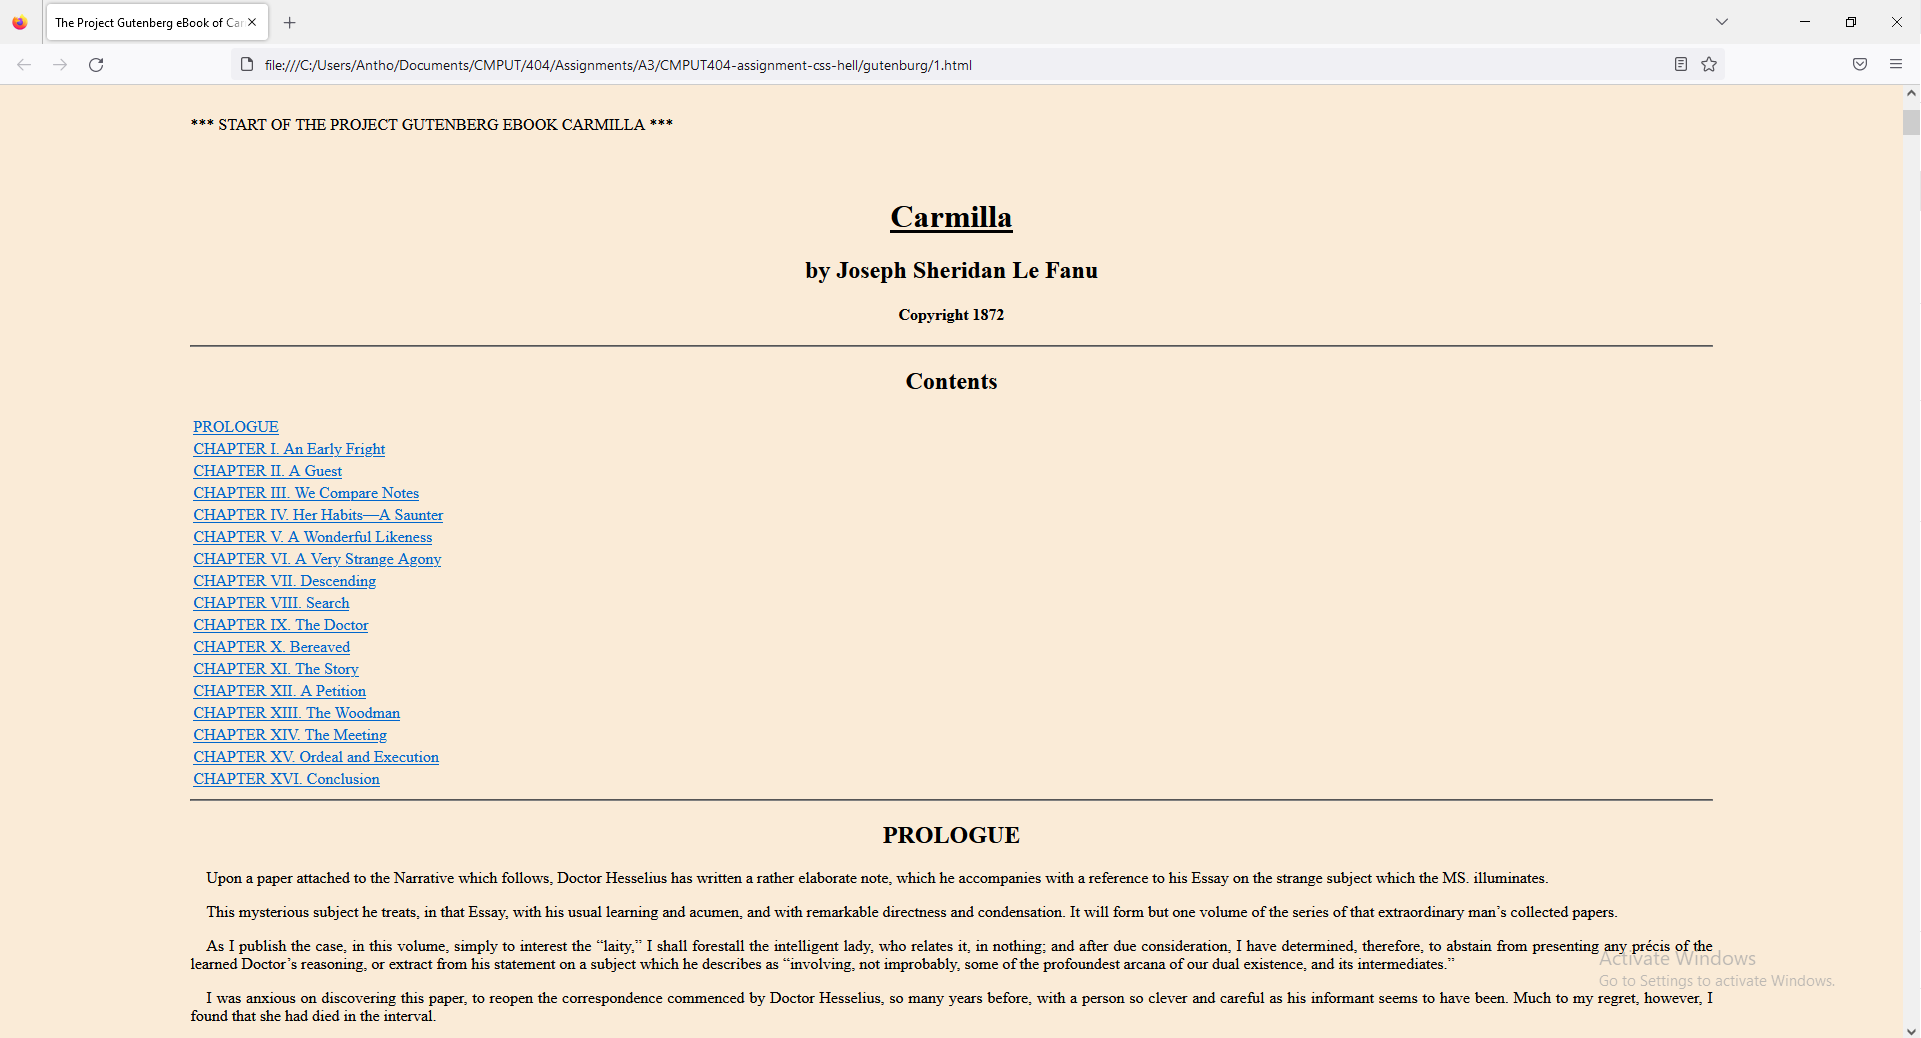 The Project Gutenberg eBook of Car
file:///C:/Users/Antho/Documents/CMPUT/404/Assignments/A3/CMPUT404-assignment-css-hell/gutenburg/1.html
*** START OF THE PROJECT GUTENBERG EBOOK CARMILLA ***
Carmilla
by Joseph Sheridan Le Fanu
Copyright 1872
Contents
PROLOGUE
CHAPTER I. An Early Fright
CHAPTER II. A Guest
CHAPTER III. We Compare Notes
CHAPTER IV. Her Habits—A Saunter
CHAPTER V. A Wonderful Likeness
CHAPTER VI. A Very Strange Agony
CHAPTER VII. Descending
CHAPTER VIII. Search
CHAPTER IX. The Doctor
CHAPTER X. Bereaved
CHAPTER XI. The Story
CHAPTER XII. A Petition
CHAPTER XIII. The Woodman
CHAPTER XIV. The Meeting
CHAPTER XV. Ordeal and Execution
CHAPTER XVI. Conclusion
PROLOGUE
Upon a paper attached to the Narrative which follows, Doctor Hesselius has written a rather elaborate note, which he accompanies with a reference to his Essay on the strange subject which the MS. illuminates.
This mysterious subject he treats, in that Essay, with his usual learning and acumen, and with remarkable directness and condensation. It will form but one volume of the series of that extraordinary man’s collected papers.
As I publish the case, in this volume, simply to interest the “laity,” I shall forestall the intelligent lady, who relates it, in nothing; and after due consideration, I have determined, therefore, to abstain from presenting any précis of the
learned Doctor’s reasoning, or extract from his statement on a subject which he describes as “involving, not improbably, some of the profoundest arcana of our dual existence, and its intermediates.”
I was anxious on discovering this paper, to reopen the correspondence commenced by Doctor Hesselius, so many years before, with a person so clever and careful as his informant seems to have been. Much to my regret, however, I
found that she had died in the interval.
Activate Windows
Go to Settings to activate Windows.